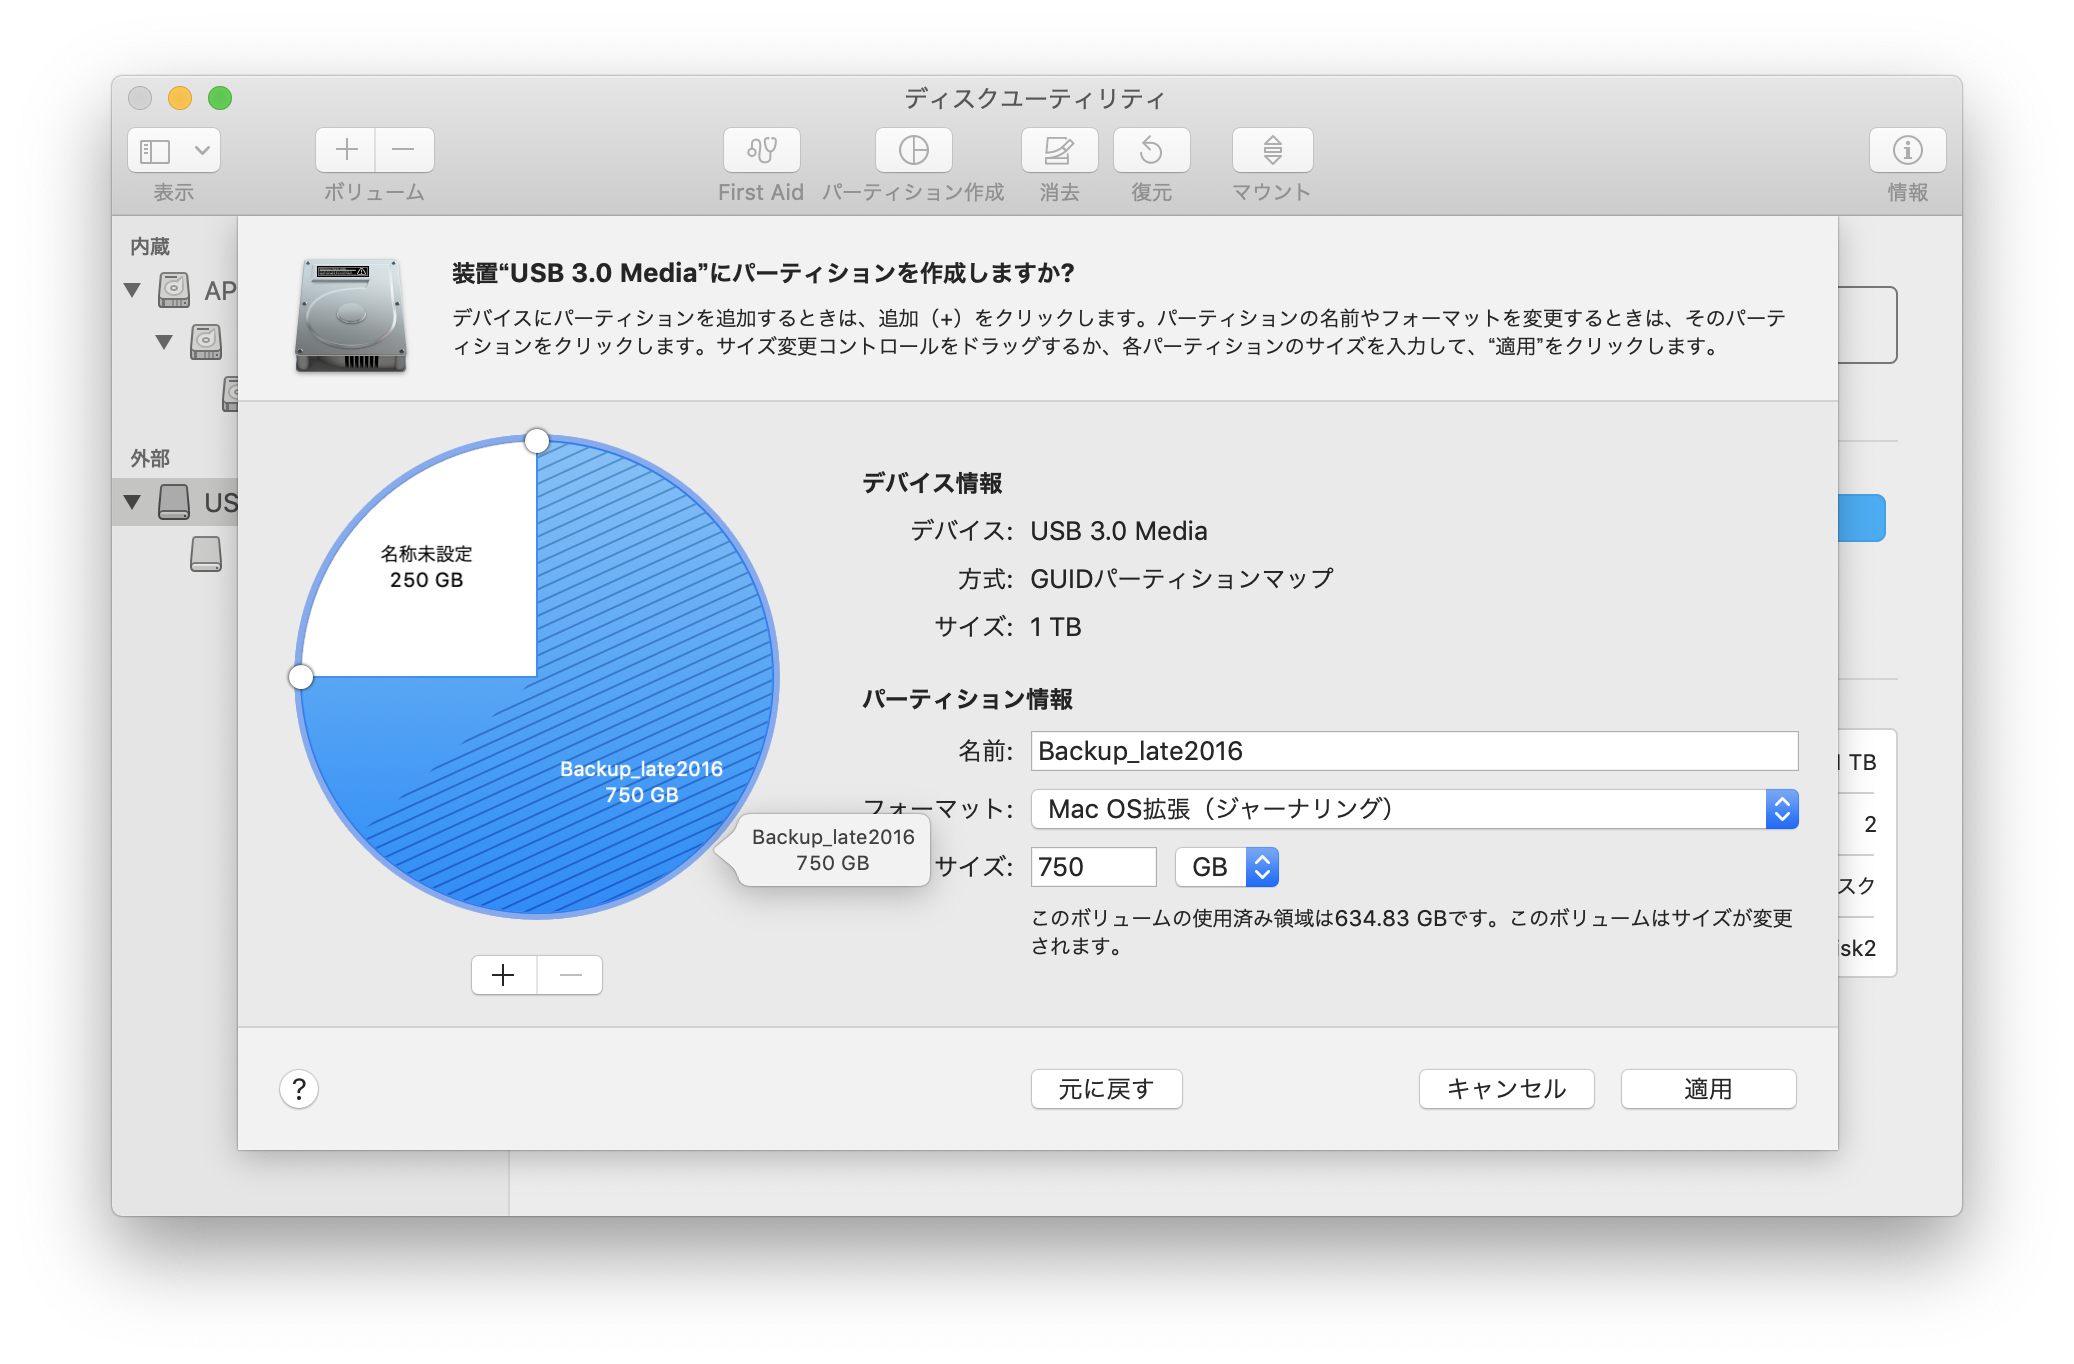 ディスクユーティリティ
表示
ボリューム
First Aid
パーティション作成
消去
復元
マウント
情報
内蔵
AP
外部
US
装置“USB 3.0 Media”にパーティションを作成しますか?
デバイスにパーティションを追加するときは、追加（+）をクリックします。パーティションの名前やフォーマットを変更するときは、そのパーテ
ィションをクリックします。サイズ変更コントロールをドラッグするか、各パーティションのサイズを入力して、“適用”をクリックします。
名称未設定
250 GB
Backup_late2016
750 GB
Backup_late2016
750 GB
デバイス情報
デバイス: USB 3.0 Media
方式: GUIDパーティションマップ
サイズ: 1 TB
パーティション情報
名前: Backup_late2016
フォーマット: Mac OS拡張（ジャーナリング）
サイズ: 750 GB
このボリュームの使用済み領域は634.83 GBです。このボリュームはサイズが変更
されます。
1 TB
2
スク
isk2
?
元に戻す
キャンセル
適用